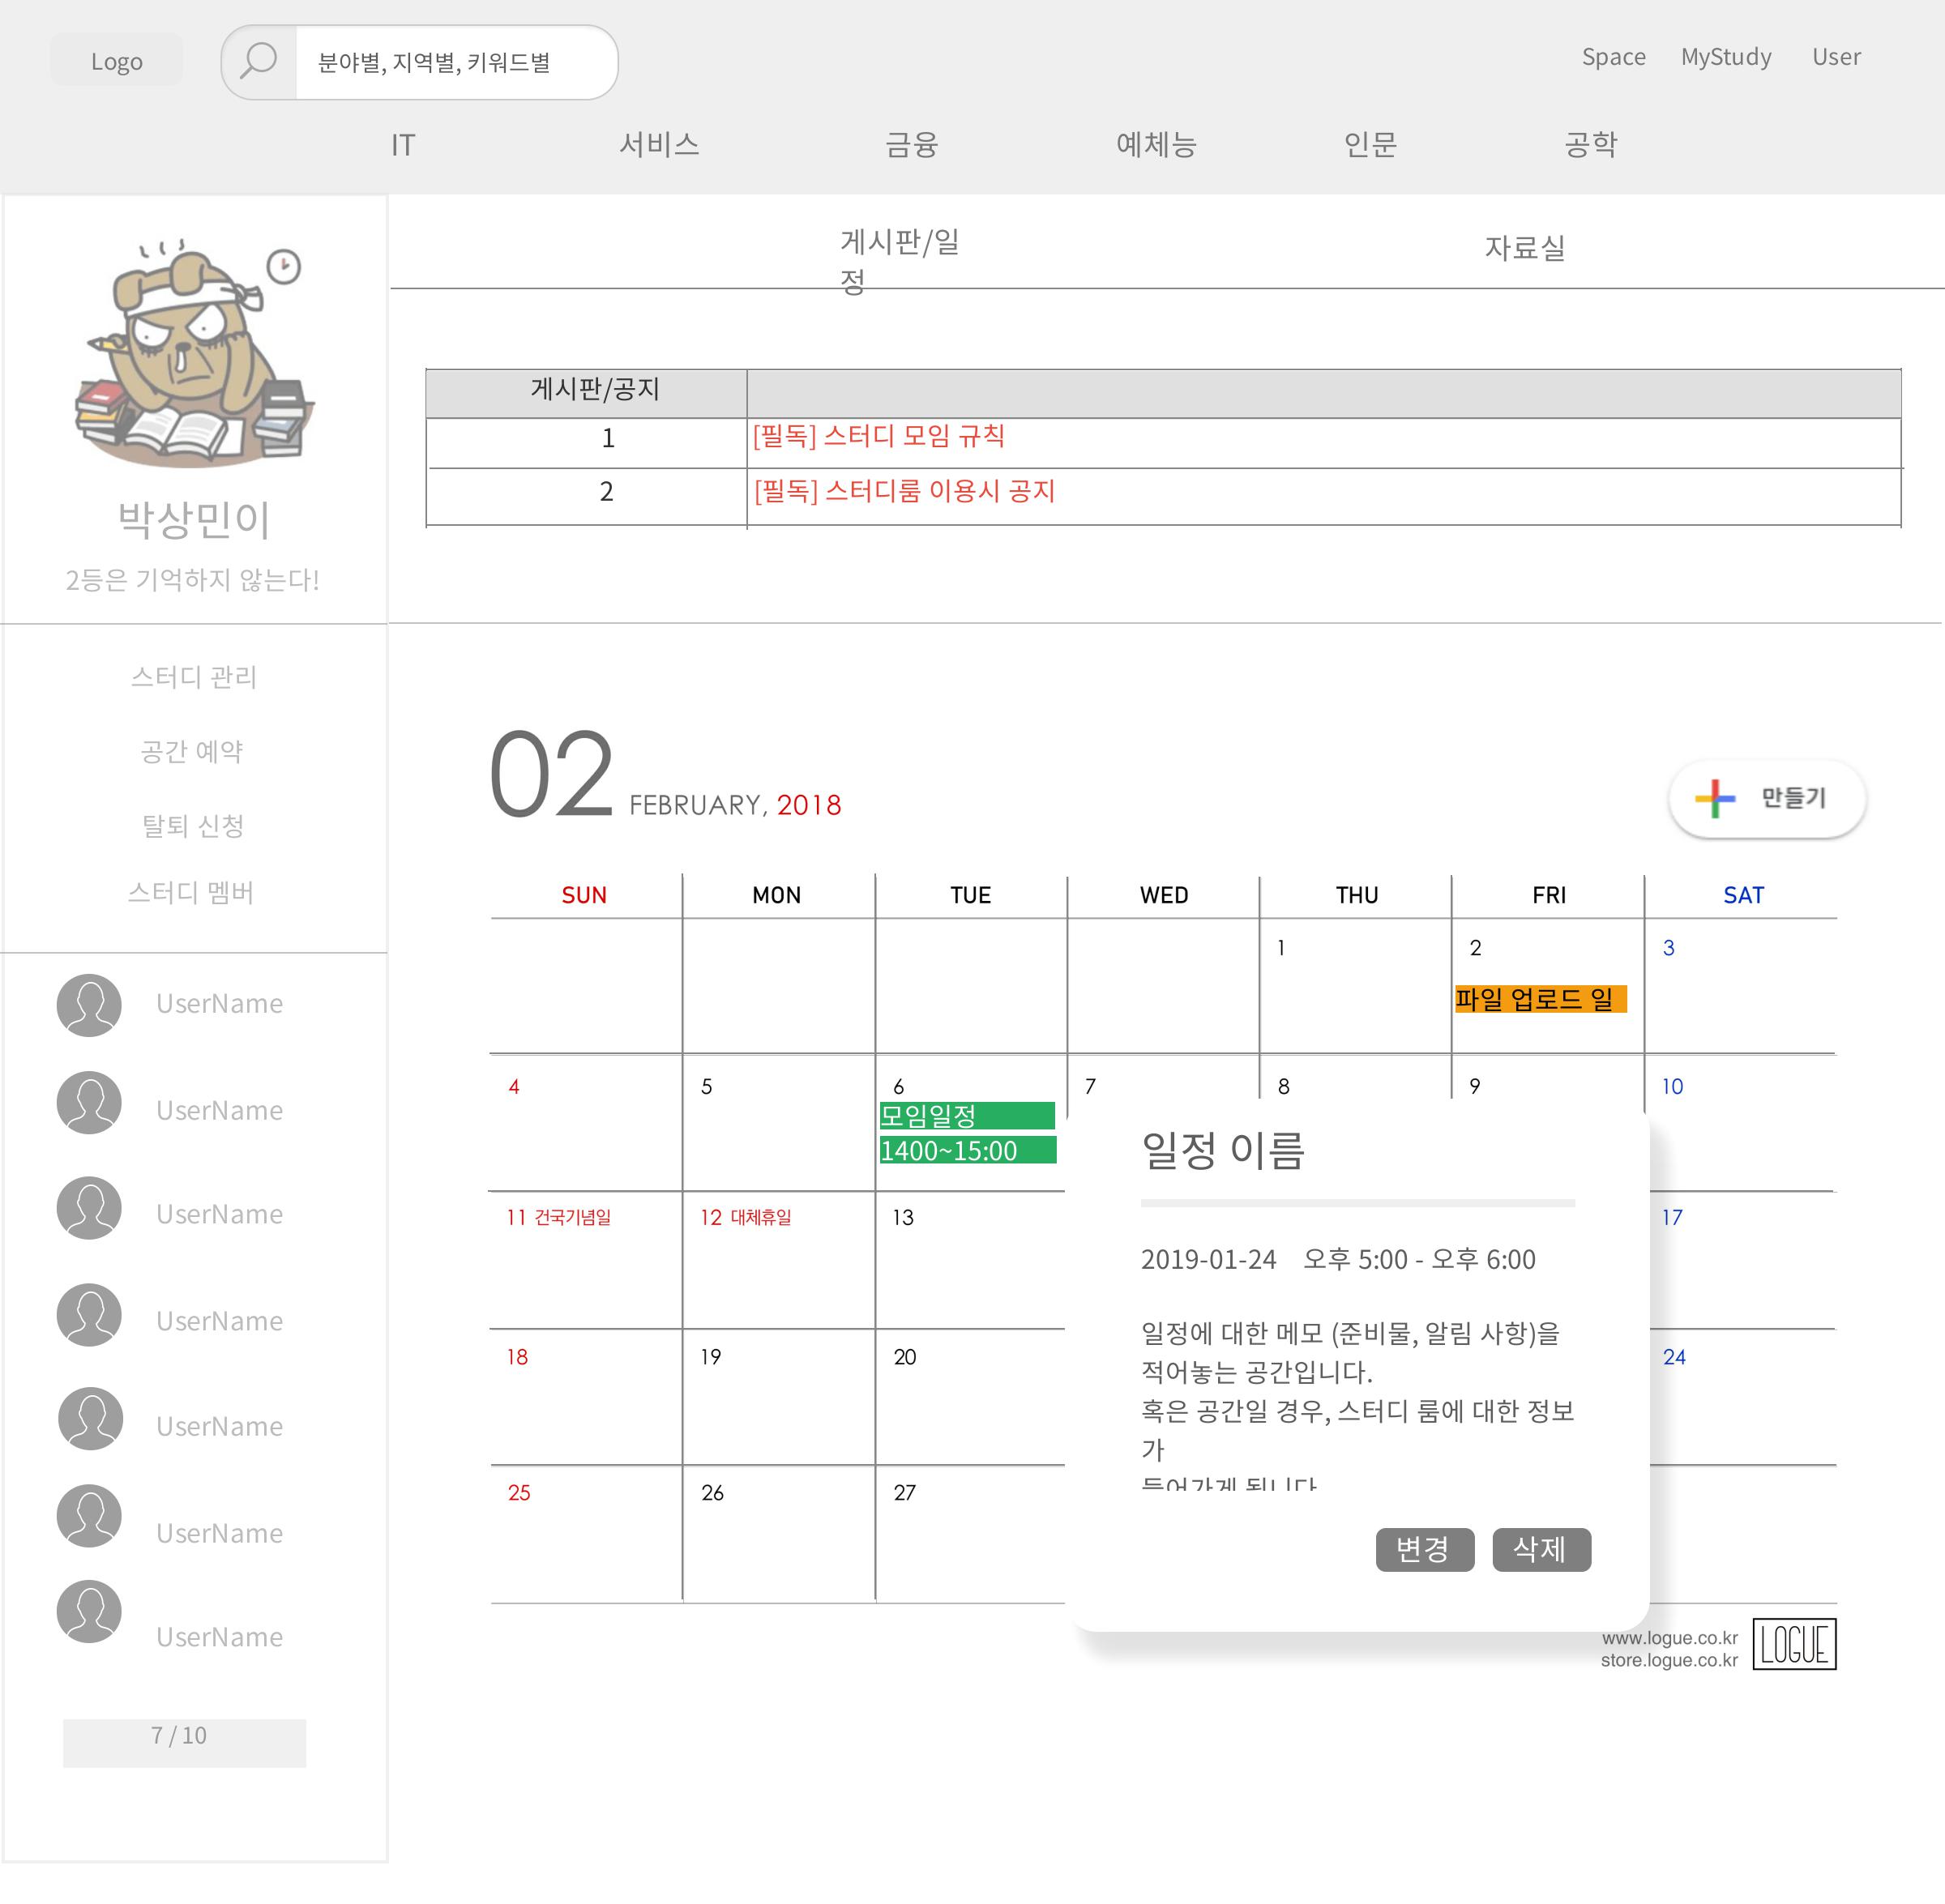 Logo
분야별, 지역별, 키워드별
Space MyStudy User
IT 서비스 금융 예체능 인문 공학
박상민이
2등은 기억하지 않는다!
스터디 관리
공간 예약
탈퇴 신청
스터디 멤버
UserName
UserName
UserName
UserName
UserName
UserName
UserName
7 / 10
게시판/일
정
자료실
게시판/공지
1 [필독] 스터디 모임 규칙
2 [필독] 스터디룸 이용시 공지
02 FEBRUARY, 2018
만들기
SUN MON TUE WED THU FRI SAT
1 2 3
파일 업로드 일
4 5 6 7 8 9 10
모임일정
1400~15:00
11 건국기념일 12 대체휴일 13 17
18 19 20 24
25 26 27
일정 이름
2019-01-24 오후 5:00 - 오후 6:00
일정에 대한 메모 (준비물, 알림 사항)을
적어놓는 공간입니다.
혹은 공간일 경우, 스터디 룸에 대한 정보
가
들어가게 됩니다
변경 삭제
www.logue.co.kr
store.logue.co.kr
LOGUE